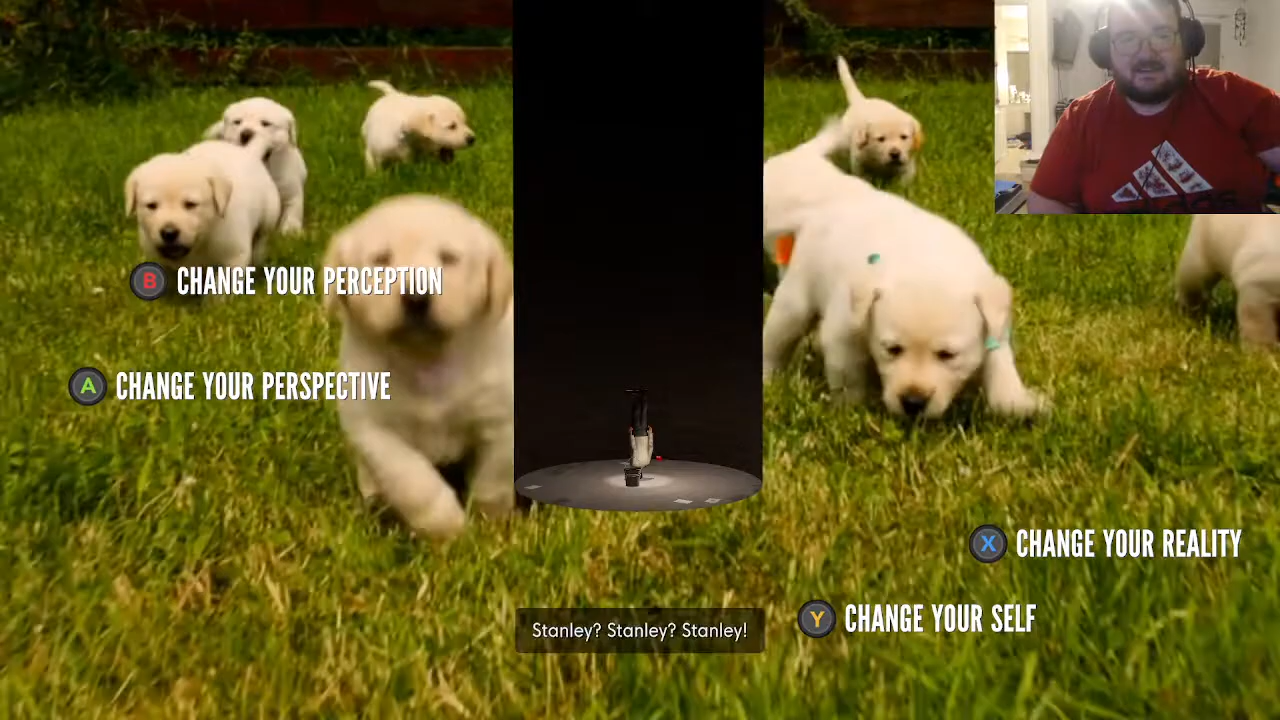 B CHANGE YOUR PERCEPTION
A CHANGE YOUR PERSPECTIVE
X CHANGE YOUR REALITY
Y CHANGE YOUR SELF
Stanley? Stanley? Stanley!